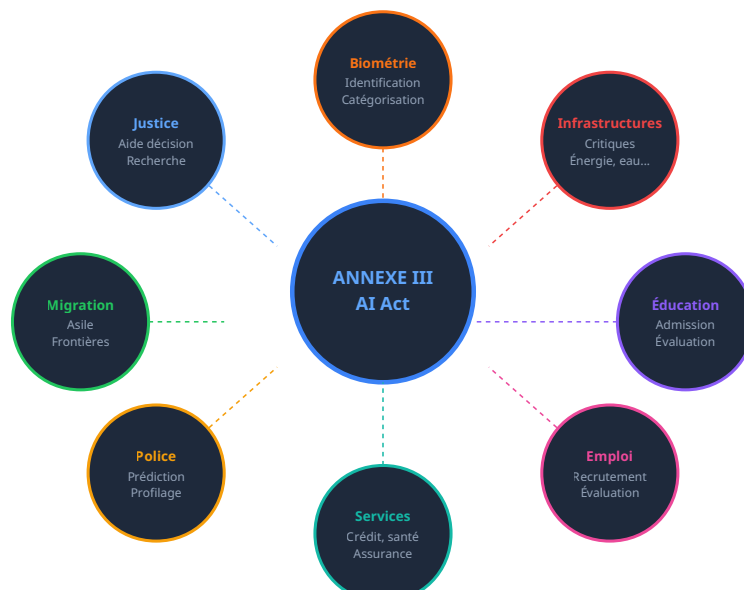 Biométrie
Identification
Catégorisation
Justice
Aide décision
Recherche
Infrastructures
Critiques
Énergie, eau...
ANNEXE III
AI Act
Migration
Asile
Frontières
Éducation
Admission
Évaluation
Police
Prédiction
Profilage
Emploi
Recrutement
Évaluation
Services
Crédit, santé
Assurance